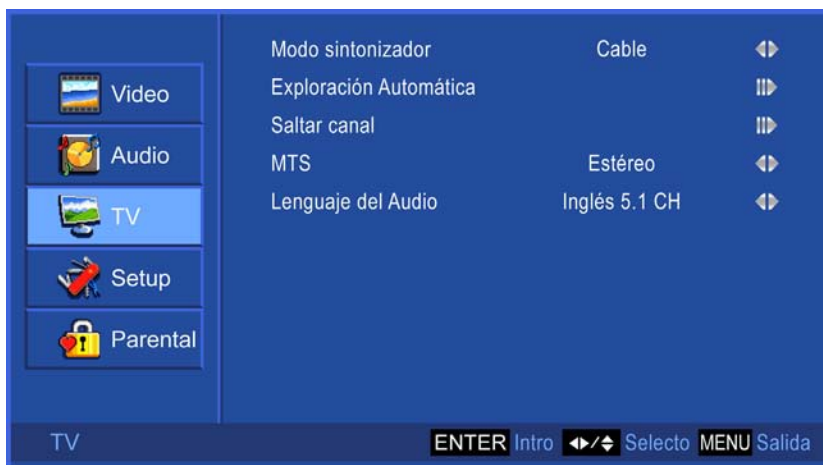 Video
Audio
TV
Setup
Parental
Modo sintonizador Cable
Exploración Automática
Saltar canal
MTS Estéreo
Lenguaje del Audio Inglés 5.1 CH
TV ENTER Intro Selecto MENU Salida